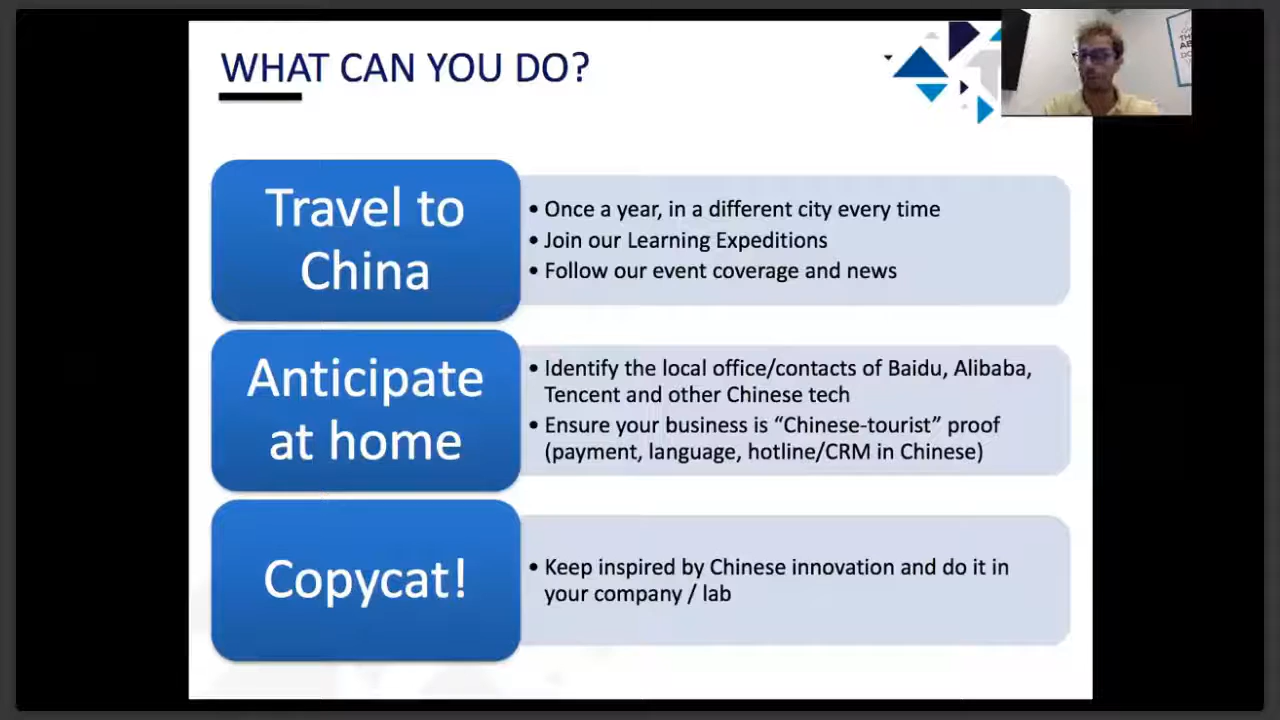 WHAT CAN YOU DO?
Travel to
China
• Once a year, in a different city every time
• Join our Learning Expeditions
• Follow our event coverage and news
Anticipate
at home
• Identify the local office/contacts of Baidu, Alibaba,
Tencent and other Chinese tech
• Ensure your business is “Chinese-tourist” proof
(payment, language, hotline/CRM in Chinese)
Copycat!
• Keep inspired by Chinese innovation and do it in
your company / lab